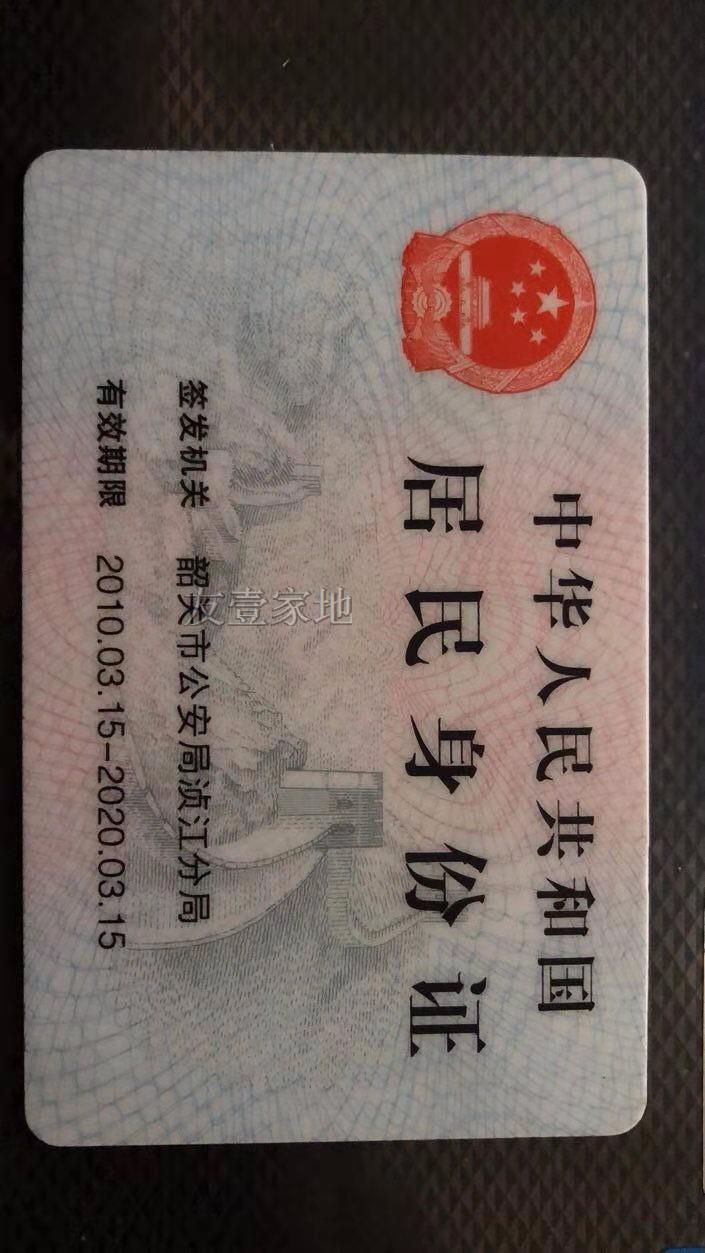 中华人民共和国
居民身份证
签发机关 韶关市公安局浈江分局
有效期限 2010.03.15-2020.03.15
友壹家地